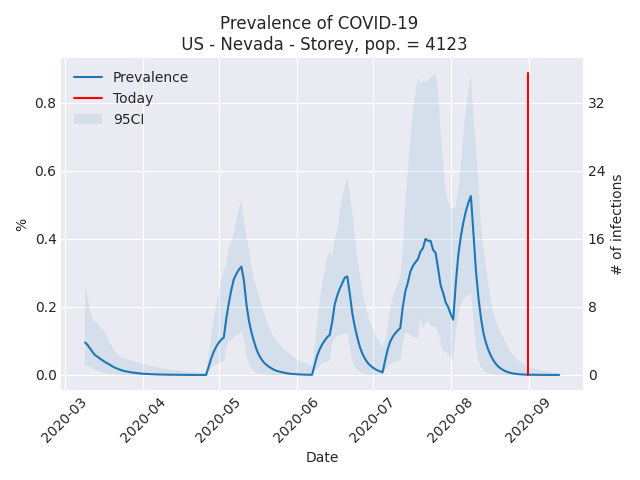 Prevalence of COVID-19
US - Nevada - Storey, pop. = 4123
Prevalence
Today
95CI
0.8
0.6
0.4
0.2
0.0
%
32
24
16
8
0
# of infections
2020-03
2020-04
2020-05
2020-06
2020-07
2020-08
2020-09
Date